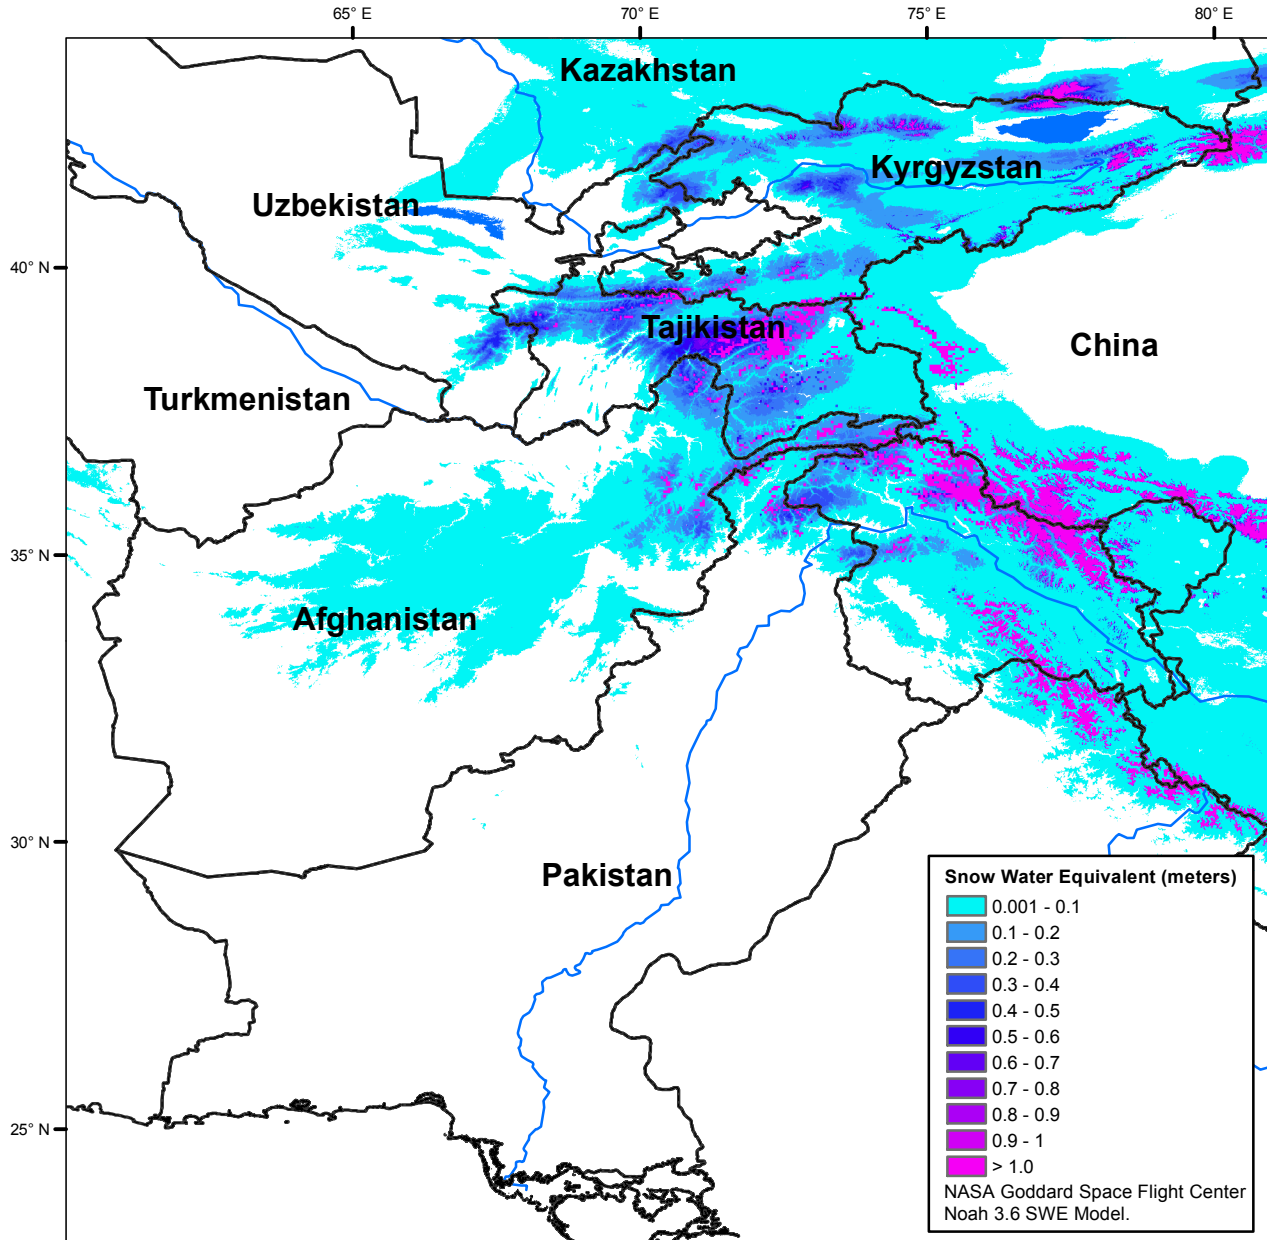 65° E
70° E
75° E
80° E
Kazakhstan
Kyrgyzstan
Uzbekistan
40° N
Tajikistan
China
Turkmenistan
35° N
Afghanistan
30° N
Pakistan
25° N
Snow Water Equivalent (meters)
0.001 - 0.1
0.1 - 0.2
0.2 - 0.3
0.3 - 0.4
0.4 - 0.5
0.5 - 0.6
0.6 - 0.7
0.7 - 0.8
0.8 - 0.9
0.9 - 1
> 1.0
NASA Goddard Space Flight Center
Noah 3.6 SWE Model.